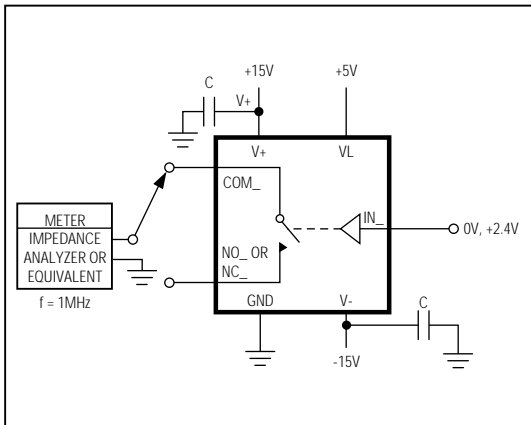 +15V
+5V
C
V+
V+
VL
COM_
IN_
0V, +2.4V
METER
IMPEDANCE
ANALYZER OR
EQUIVALENT
f = 1MHz
NO_ OR
NC_
GND
V-
C
-15V